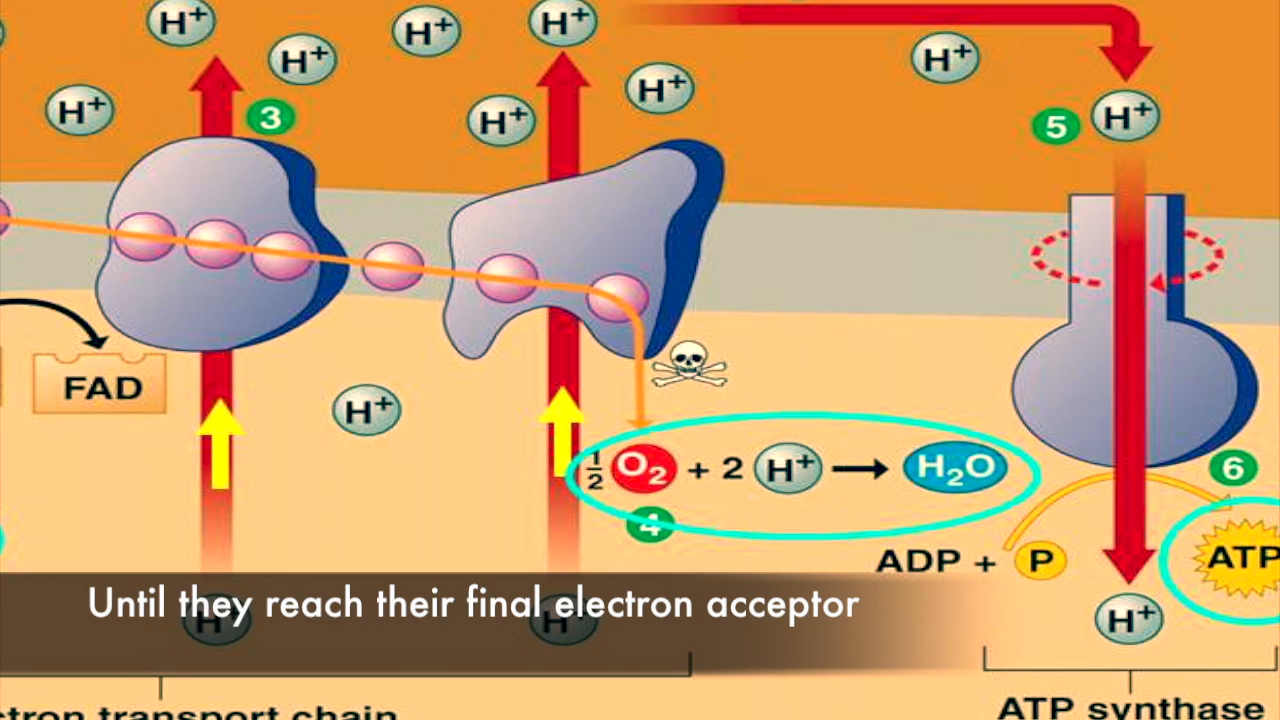 H⁺ H⁺ H⁺ H⁺
H⁺ H⁺ H⁺ H⁺ H⁺
3 5
FAD
H⁺
½ O₂ + 2 H⁺ → H₂O
4 6
ADP + P ATP
Until they reach their final electron acceptor
H⁺ H⁺ H⁺
ctron transport chain
ATP synthase